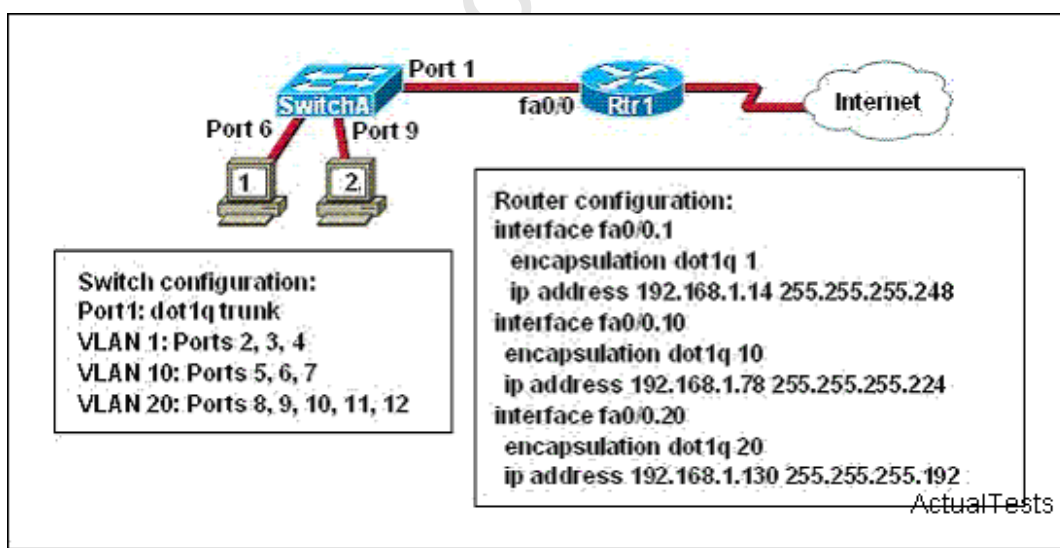 Port 1
SwitchA
fa0/0
Rtr1
Internet
Port 6
Port 9
1
2
Switch configuration:
Port1: dot1q trunk
VLAN 1: Ports 2, 3, 4
VLAN 10: Ports 5, 6, 7
VLAN 20: Ports 8, 9, 10, 11, 12
Router configuration:
interface fa0/0.1
encapsulation dot1q 1
ip address 192.168.1.14 255.255.255.248
interface fa0/0.10
encapsulation dot1q 10
ip address 192.168.1.78 255.255.255.224
interface fa0/0.20
encapsulation dot1q 20
ip address 192.168.1.130 255.255.255.192
ActualTests